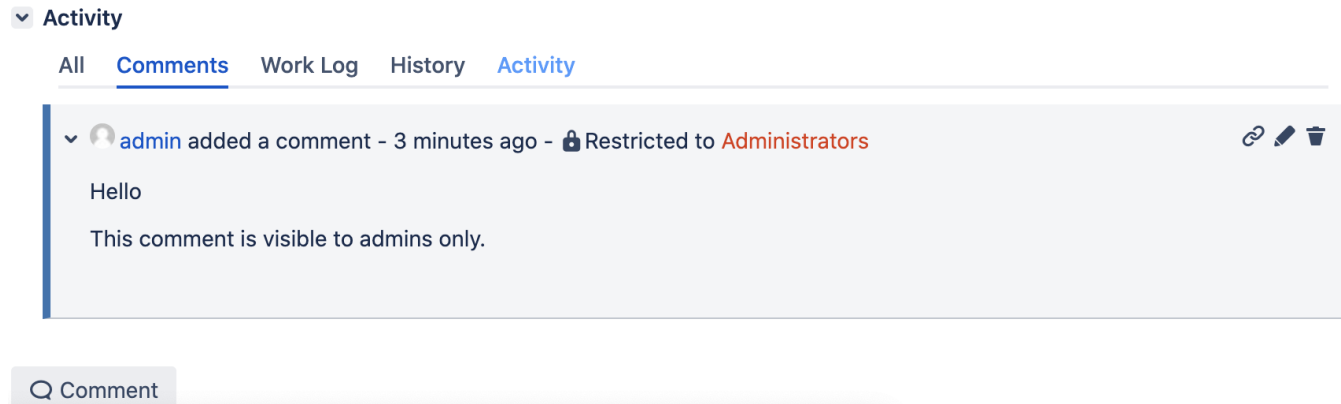 Activity
All Comments Work Log History Activity
admin added a comment - 3 minutes ago - Restricted to Administrators
Hello
This comment is visible to admins only.
Comment